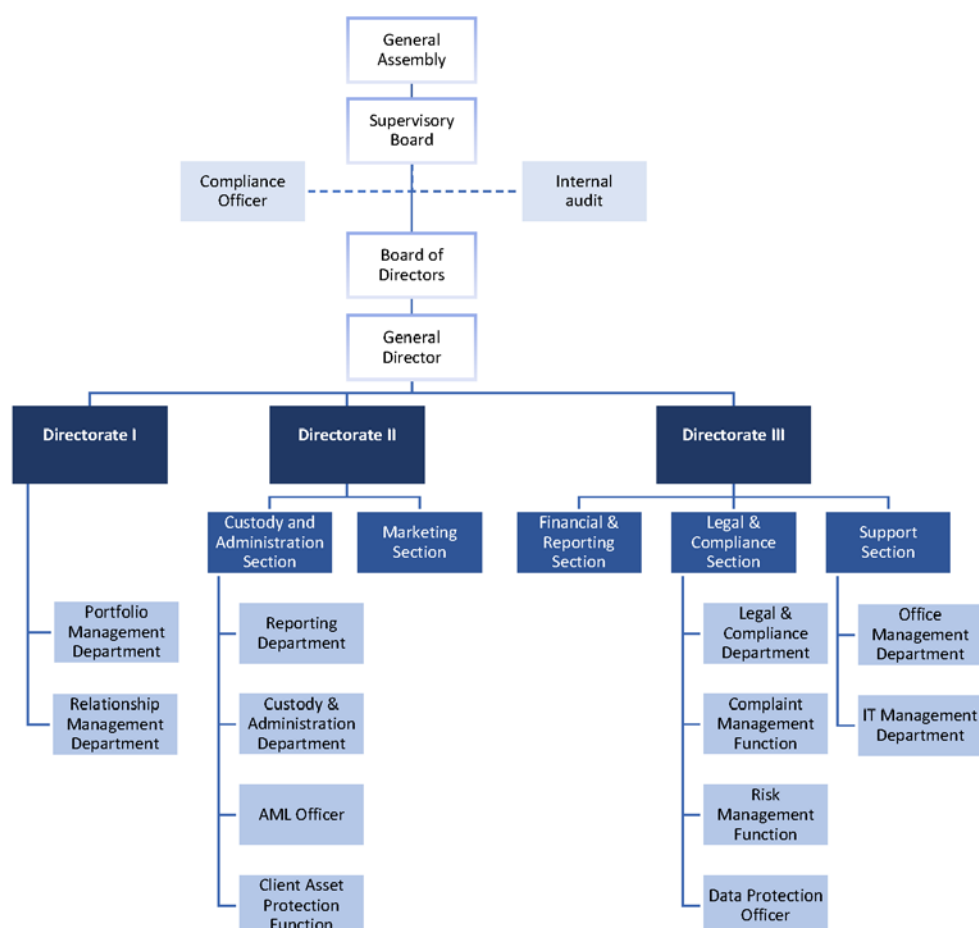 General
Assembly
Supervisory
Board
Compliance
Officer
Internal
audit
Board of
Directors
General
Director
Directorate I
Directorate II
Directorate III
Custody and
Administration
Section
Marketing
Section
Financial &
Reporting
Section
Legal &
Compliance
Section
Support
Section
Portfolio
Management
Department
Reporting
Department
Legal &
Compliance
Department
Office
Management
Department
Relationship
Management
Department
Custody &
Administration
Department
Complaint
Management
Function
IT Management
Department
AML Officer
Risk
Management
Function
Client Asset
Protection
Function
Data Protection
Officer